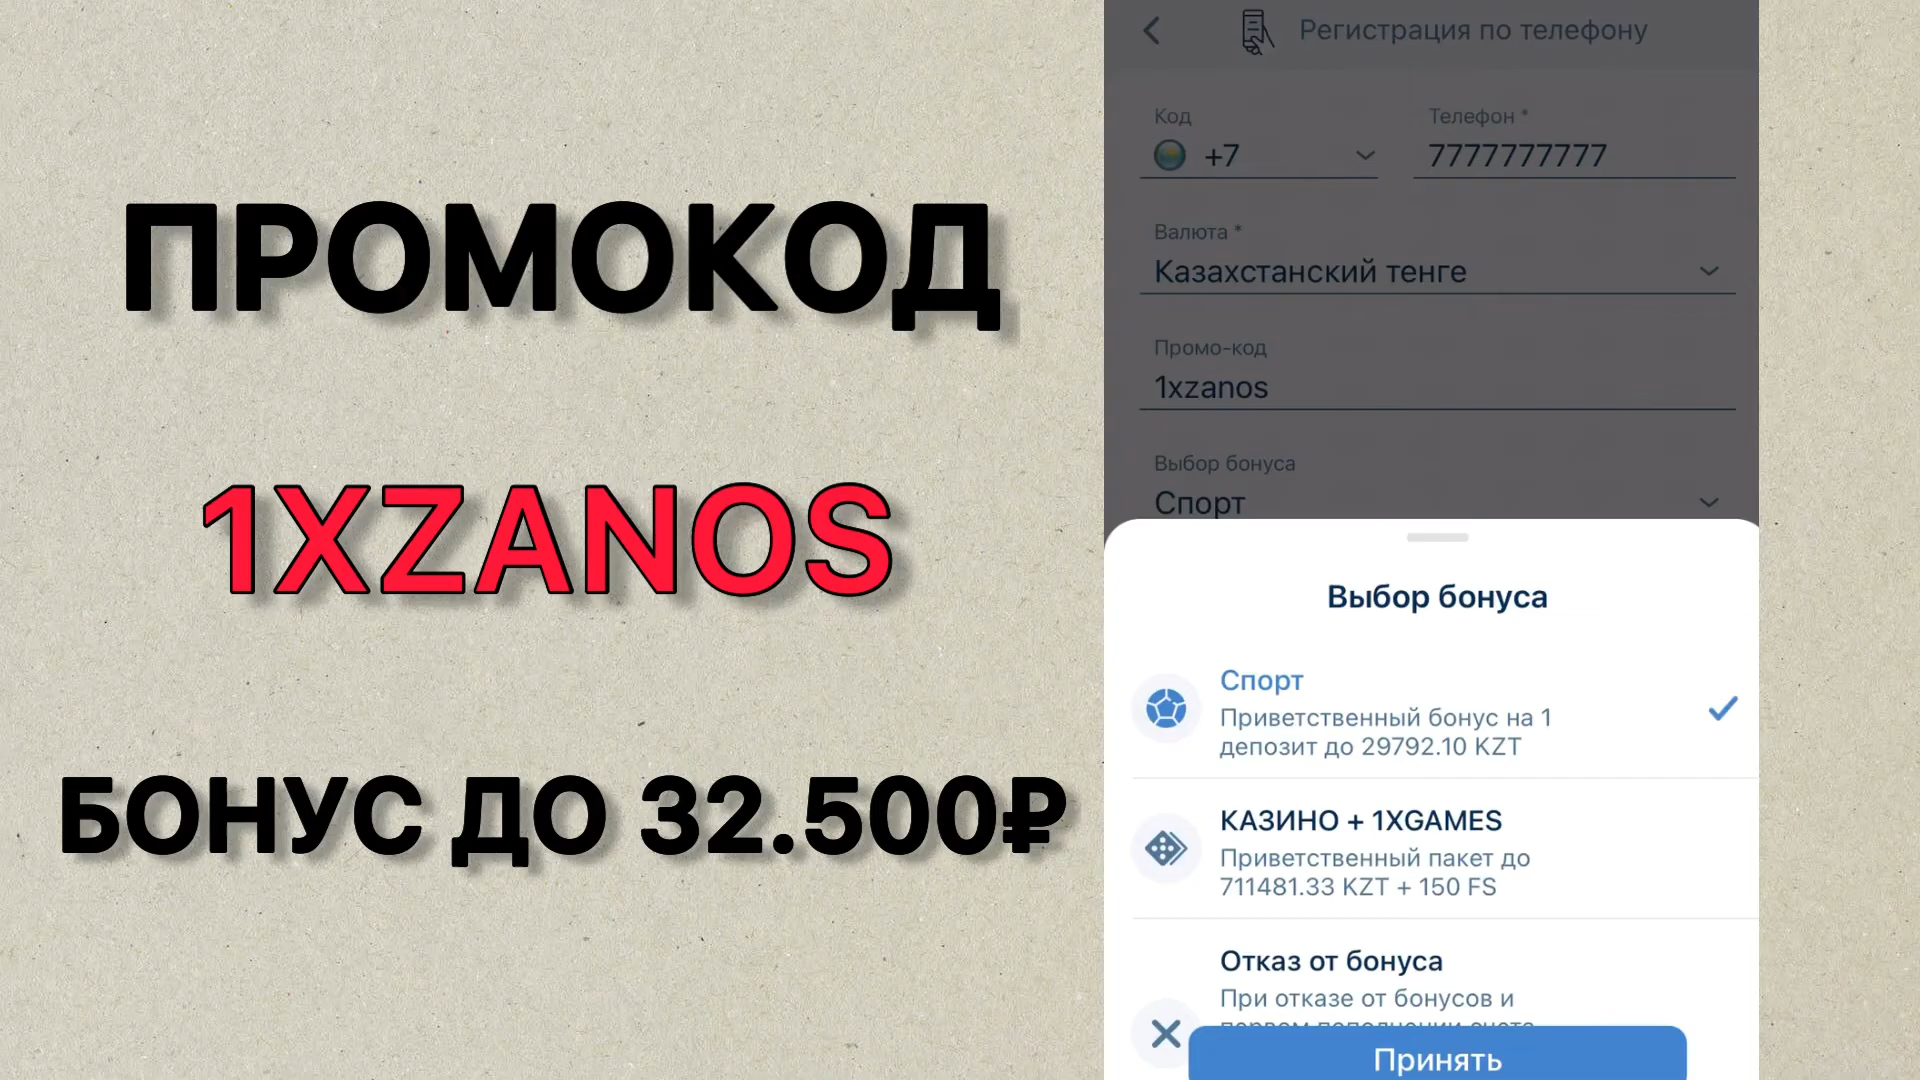 ПРОМОКОД
1XZANOS
БОНУС ДО 32.500₽
Регистрация по телефону
Код
Телефон *
+7
7777777777
Валюта *
Казахстанский тенге
Промо-код
1xzanos
Выбор бонуса
Спорт
Выбор бонуса
Спорт
Приветственный бонус на 1
депозит до 29792.10 KZT
КАЗИНО + 1XGAMES
Приветственный пакет до
711481.33 KZT + 150 FS
Отказ от бонуса
При отказе от бонусов и
Принять